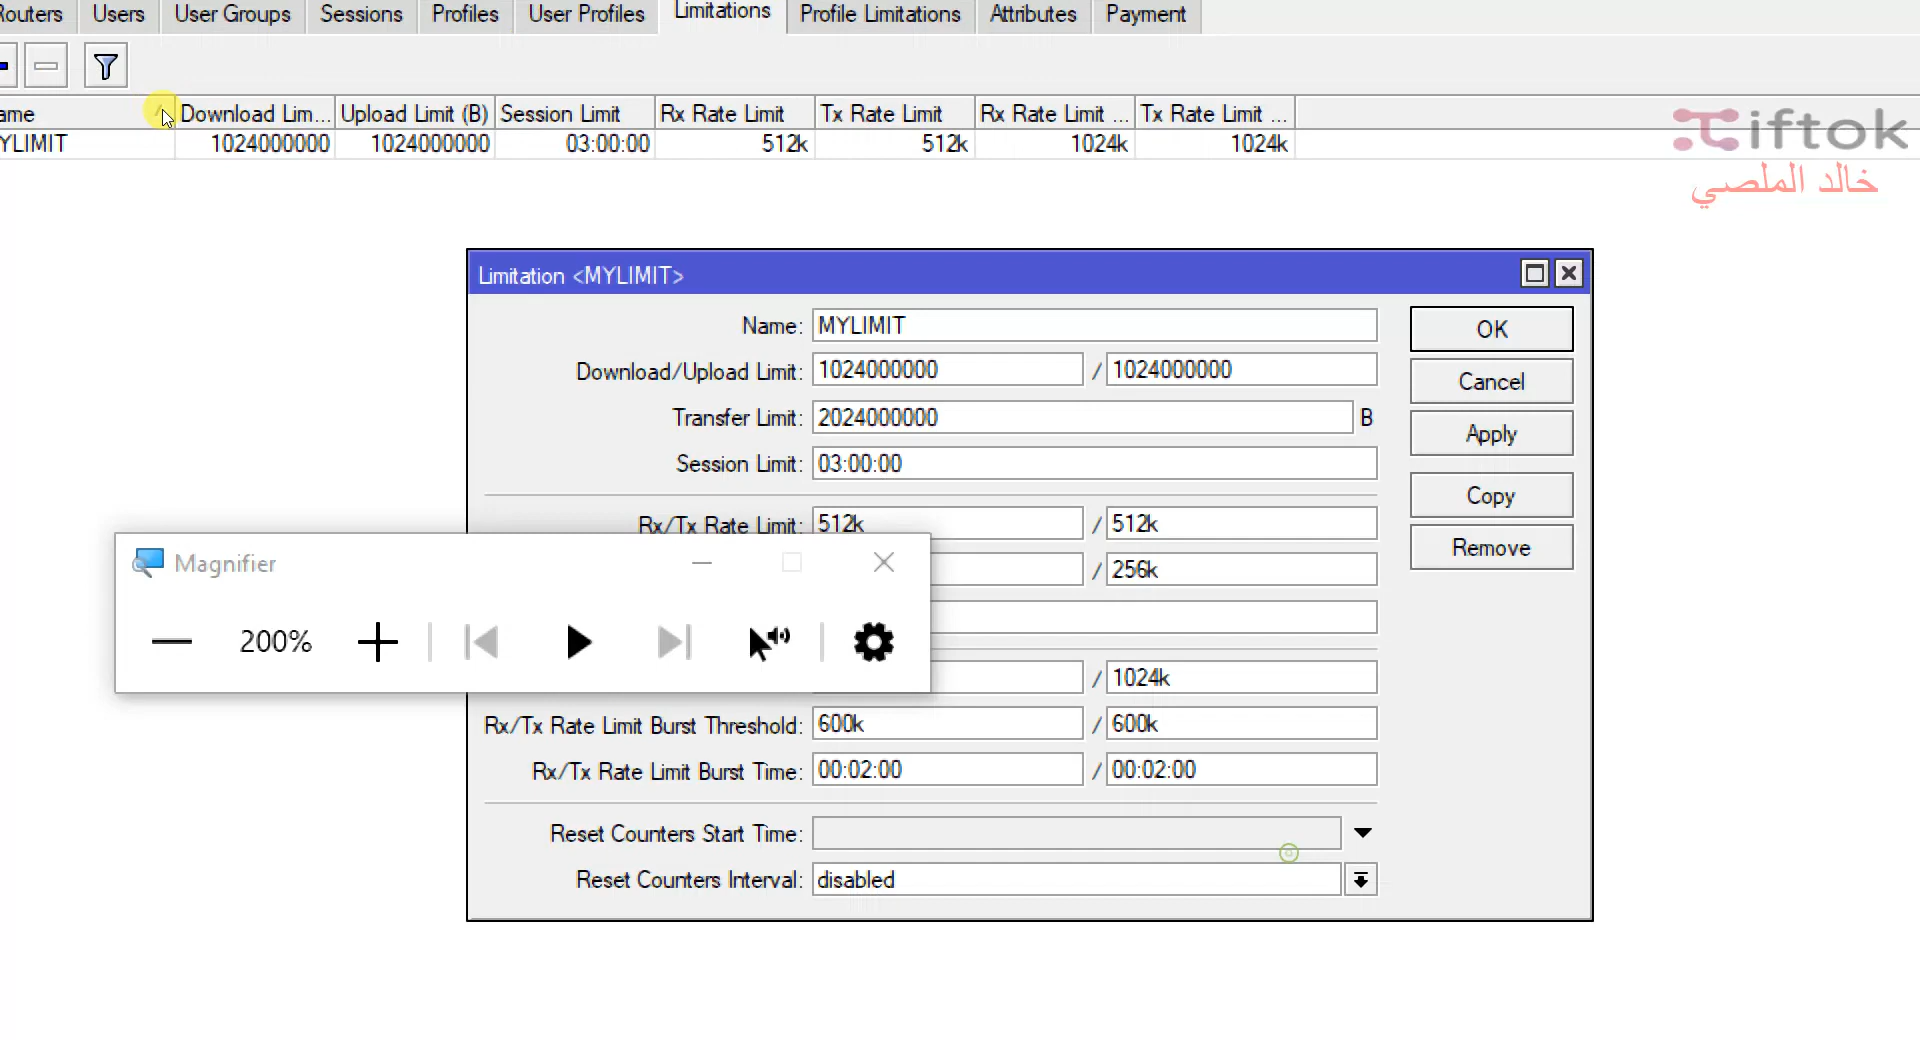 Users User Groups Sessions Profiles User Profiles Limitations Profile Limitations Attributes Payment
Download Lim... Upload Limit (B) Session Limit Rx Rate Limit Tx Rate Limit Rx Rate Limit ... Tx Rate Limit ...
YLIMIT 1024000000 1024000000 03:00:00 512k 512k 1024k 1024k
iftok
خالد الملصي
Limitation <MYLIMIT>
Name: MYLIMIT
OK
Download/Upload Limit: 1024000000 / 1024000000
Cancel
Transfer Limit: 2024000000 B
Apply
Session Limit: 03:00:00
Copy
Rx/Tx Rate Limit: 512k / 512k
Remove
/ 256k
Magnifier
200%
/ 1024k
Rx/Tx Rate Limit Burst Threshold: 600k / 600k
Rx/Tx Rate Limit Burst Time: 00:02:00 / 00:02:00
Reset Counters Start Time:
Reset Counters Interval: disabled